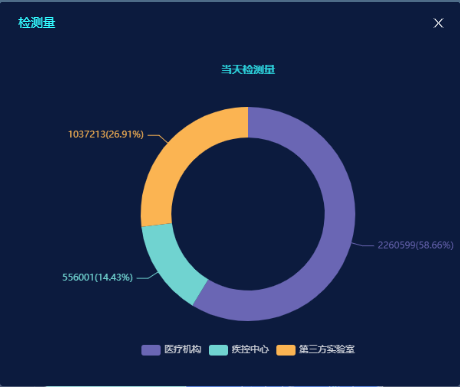 检测量
当天检测量
1037213(26.91%)
2260599(58.66%)
556001(14.43%)
医疗机构 疾控中心 第三方实验室